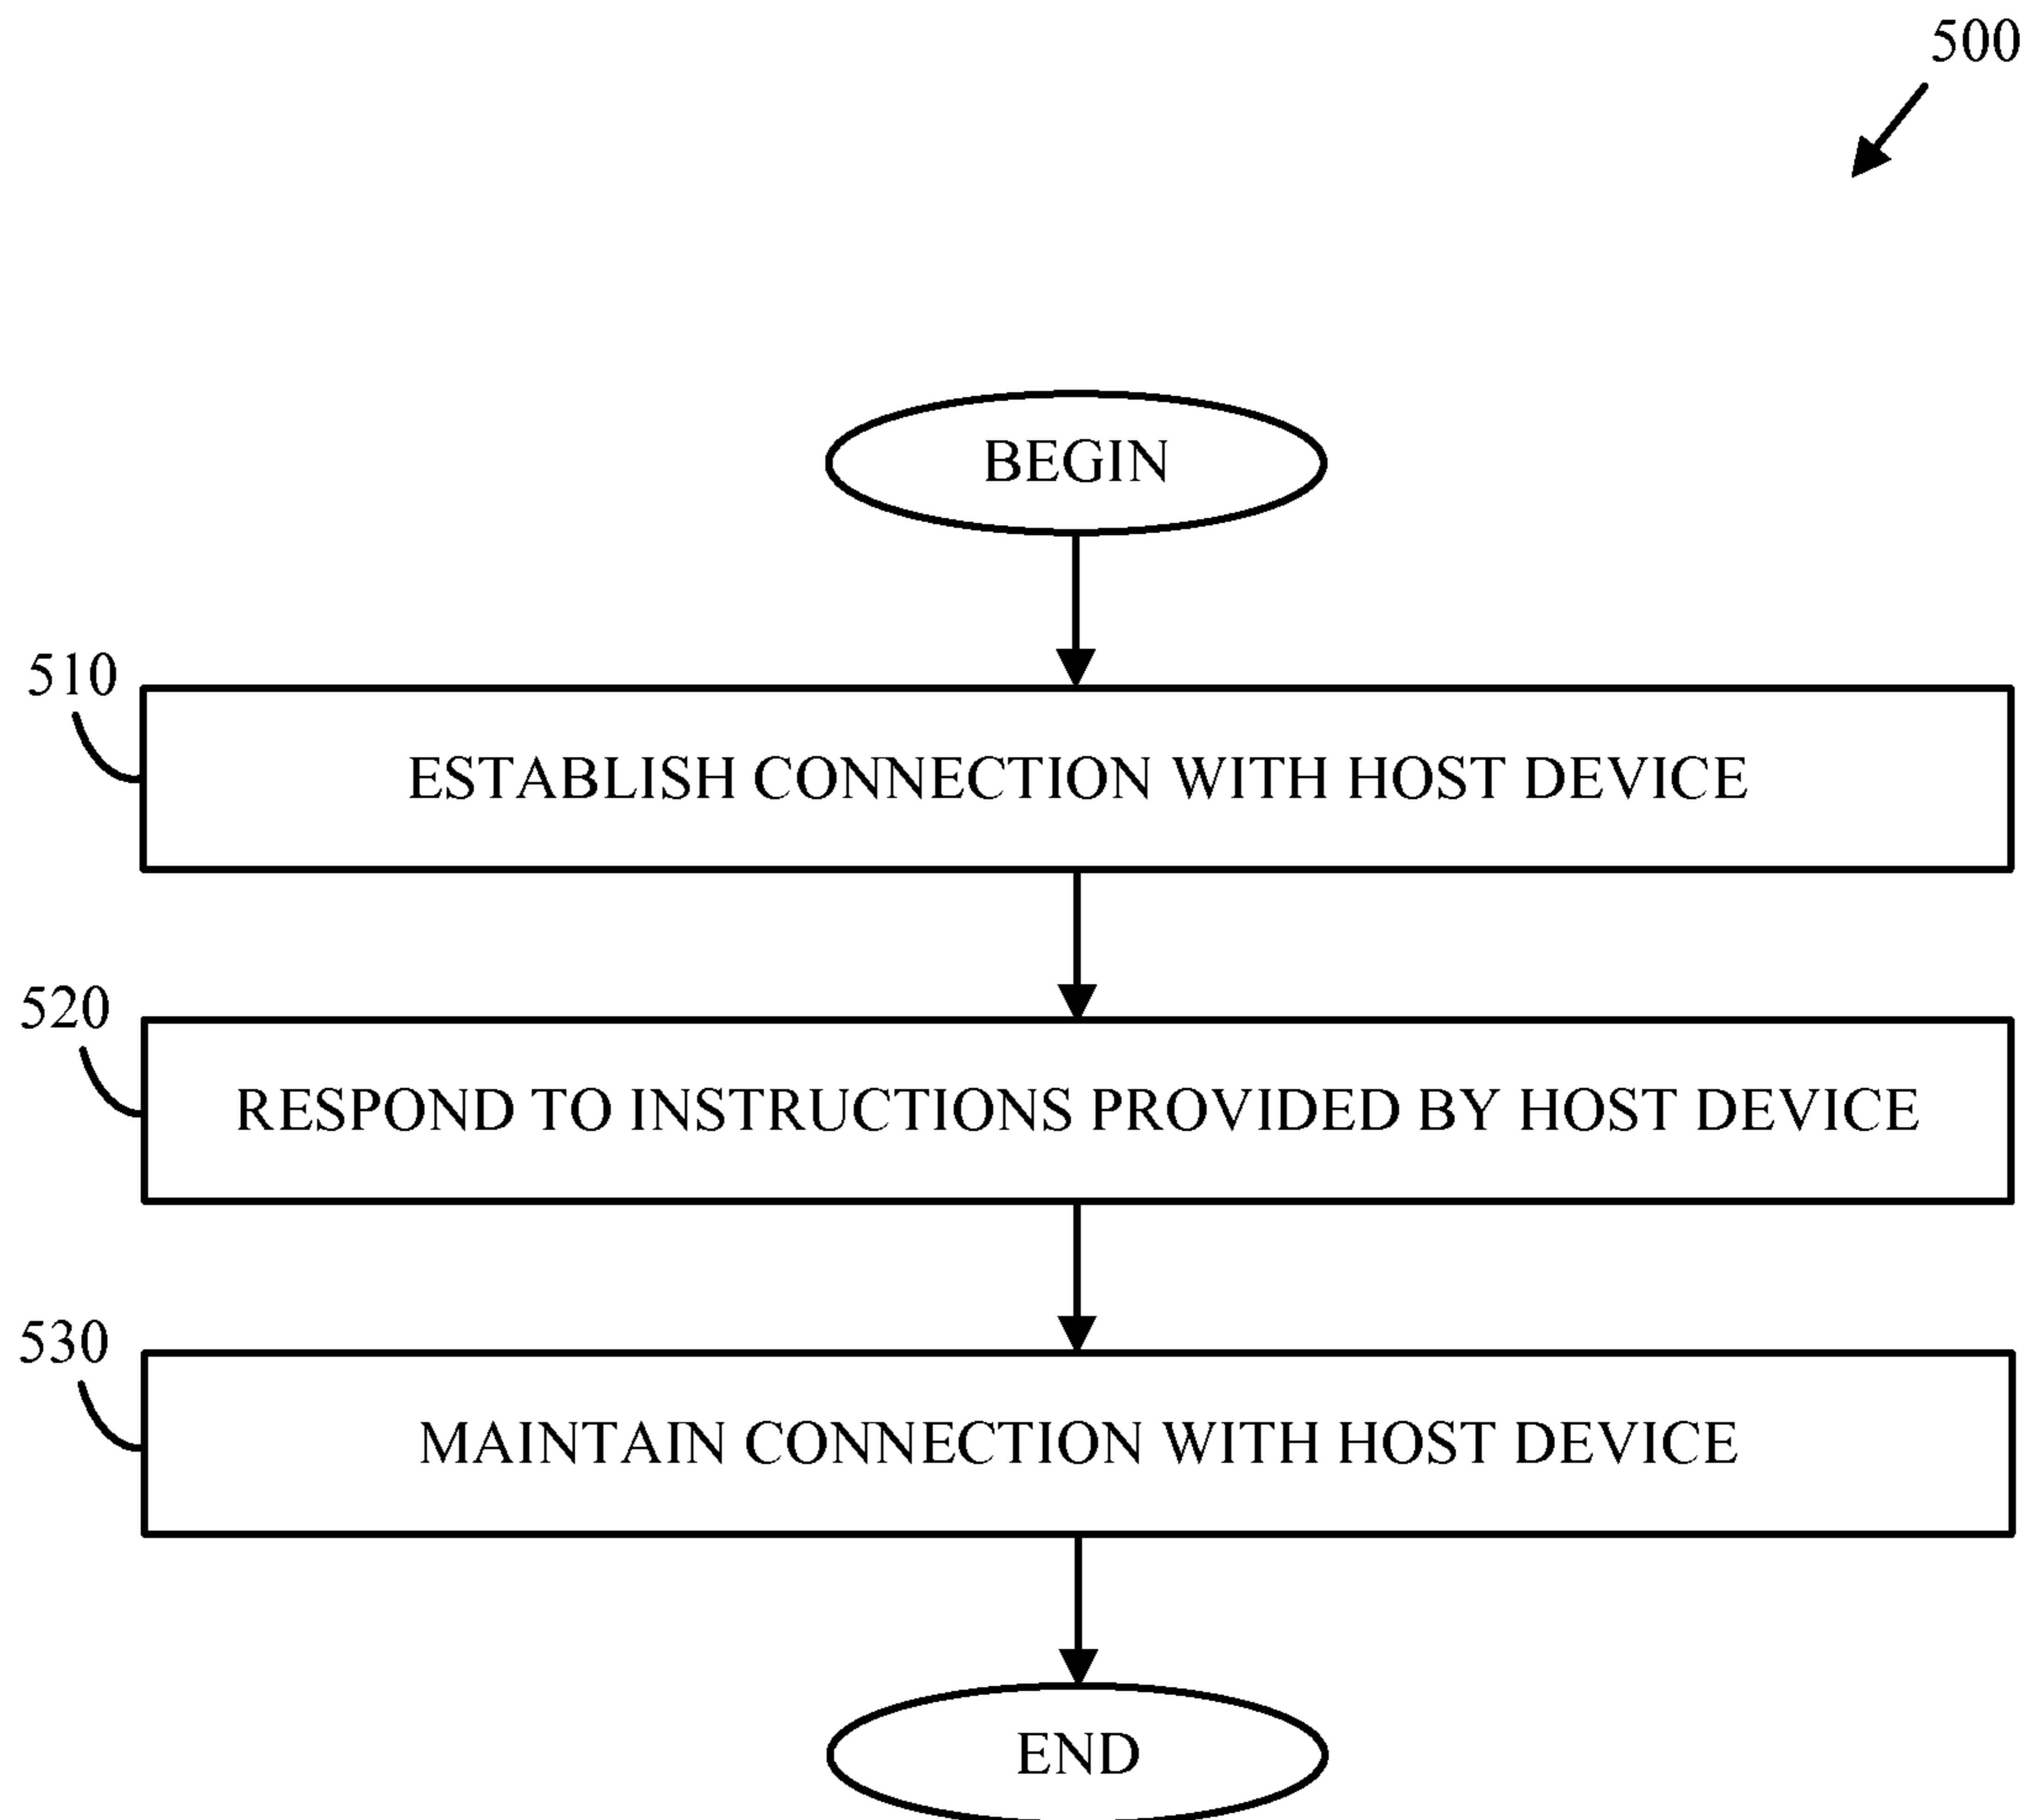 500
BEGIN
510
ESTABLISH CONNECTION WITH HOST DEVICE
520
RESPOND TO INSTRUCTIONS PROVIDED BY HOST DEVICE
530
MAINTAIN CONNECTION WITH HOST DEVICE
END